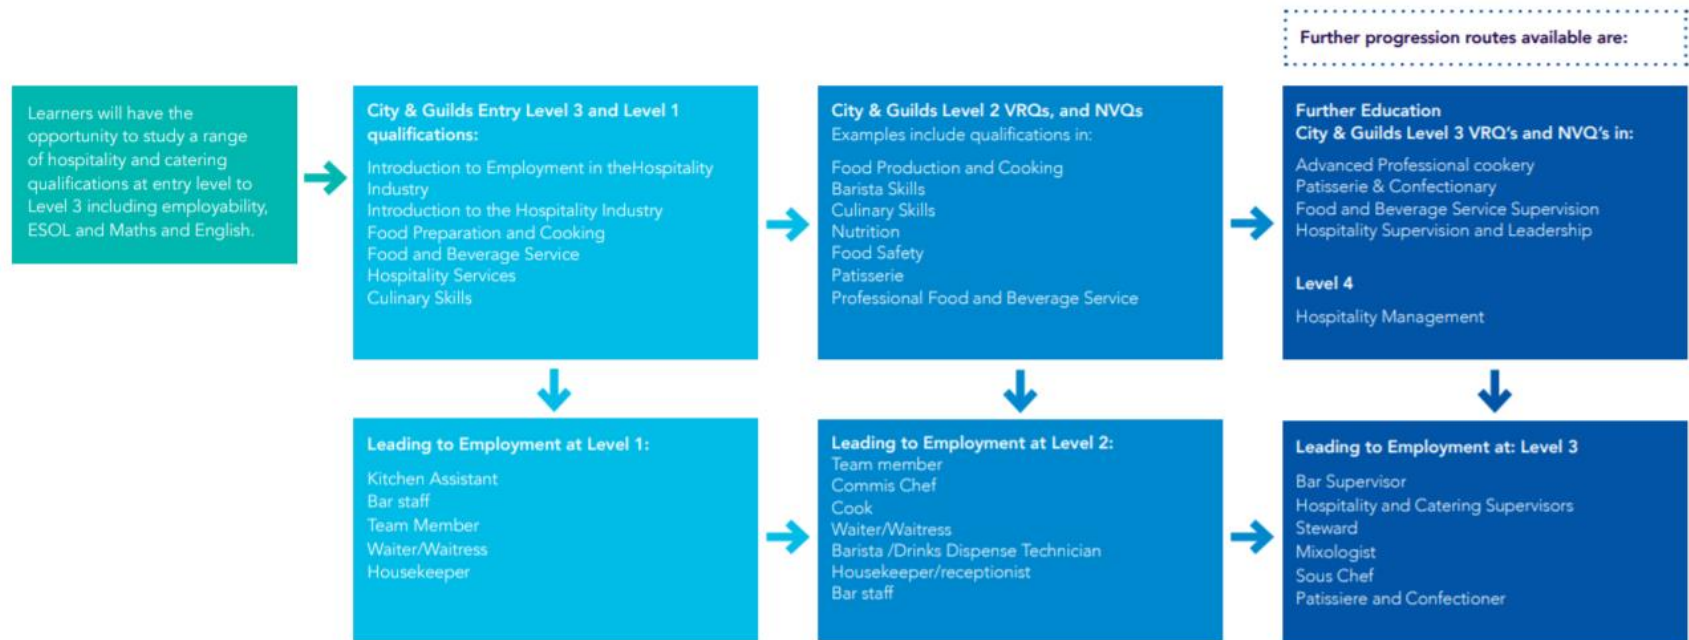 Further progression routes available are:
Learners will have the
opportunity to study a range
of hospitality and catering
qualifications at entry level to
Level 3 including employability,
ESOL and Maths and English.
City & Guilds Entry Level 3 and Level 1
qualifications:
Introduction to Employment in theHospitality
Industry
Introduction to the Hospitality Industry
Food Preparation and Cooking
Food and Beverage Service
Hospitality Services
Culinary Skills
City & Guilds Level 2 VRQs, and NVQs
Examples include qualifications in:
Food Production and Cooking
Barista Skills
Culinary Skills
Nutrition
Food Safety
Patisserie
Professional Food and Beverage Service
Further Education
City & Guilds Level 3 VRQ's and NVQ's in:
Advanced Professional cookery
Patisserie & Confectionary
Food and Beverage Service Supervision
Hospitality Supervision and Leadership
Level 4
Hospitality Management
Leading to Employment at Level 1:
Kitchen Assistant
Bar staff
Team Member
Waiter/Waitress
Housekeeper
Leading to Employment at Level 2:
Team member
Commis Chef
Cook
Waiter/Waitress
Barista /Drinks Dispense Technician
Housekeeper/receptionist
Bar staff
Leading to Employment at: Level 3
Bar Supervisor
Hospitality and Catering Supervisors
Steward
Mixologist
Sous Chef
Patissiere and Confectioner